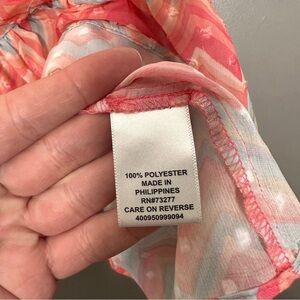 100% POLYESTER
MADE IN
PHILIPPINES
RN#73277
CARE ON REVERSE
400950999094